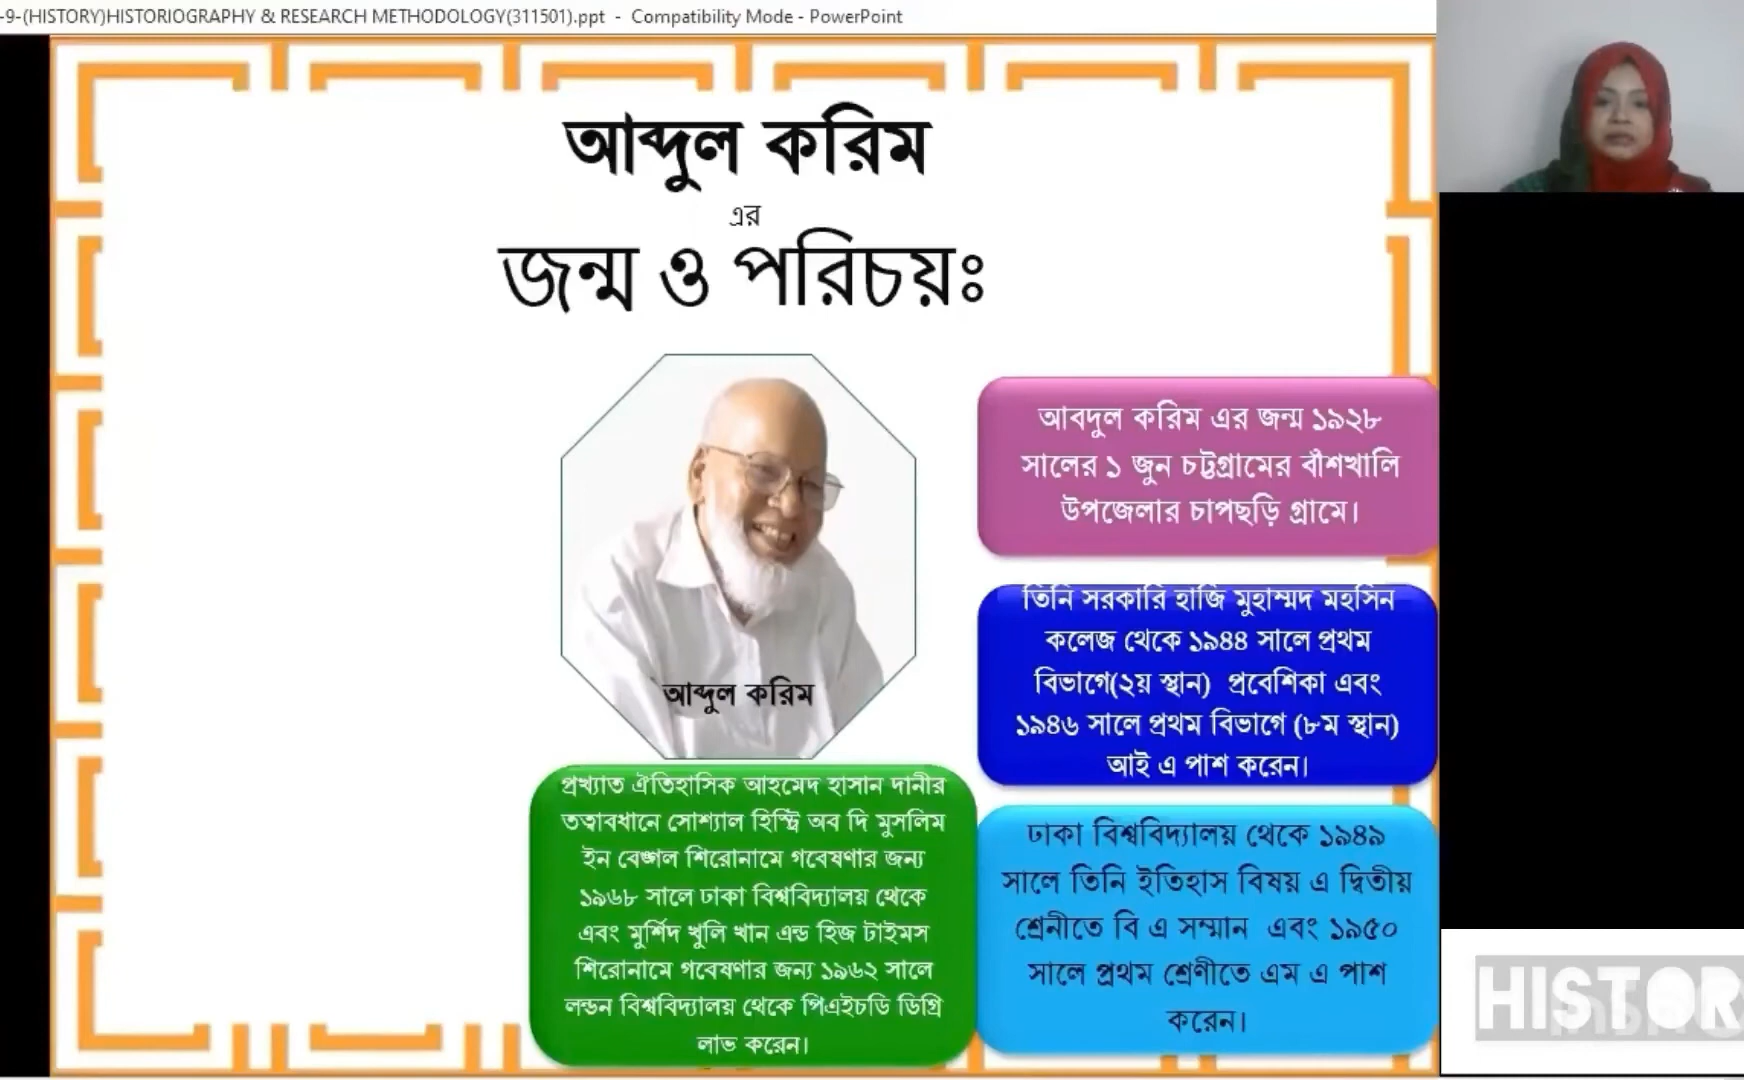 -9-(HISTORY)HISTORIOGRAPHY & RESEARCH METHODOLOGY(311501).ppt - Compatibility Mode - PowerPoint
আব্দুল করিম
এর
জন্ম ও পরিচয়ঃ
আব্দুল করিম
আবদুল করিম এর জন্ম ১৯২৮
সালের ১ জুন চট্টগ্রামের বাঁশখালি
উপজেলার চাপছড়ি গ্রামে।
তিনি সরকারি হাজি মুহাম্মদ মহসিন
কলেজ থেকে ১৯৪৪ সালে প্রথম
বিভাগে(২য় স্থান) প্রবেশিকা এবং
১৯৪৬ সালে প্রথম বিভাগে (৮ম স্থান)
আই এ পাশ করেন।
ঢাকা বিশ্ববিদ্যালয় থেকে ১৯৪৯
সালে তিনি ইতিহাস বিষয় এ দ্বিতীয়
শ্রেনীতে বি এ সম্মান এবং ১৯৫০
সালে প্রথম শ্রেণীতে এম এ পাশ
করেন।
প্রখ্যাত ঐতিহাসিক আহমেদ হাসান দানীর
তত্বাবধানে সোশ্যাল হিস্ট্রি অব দি মুসলিম
ইন বেঙ্গল শিরোনামে গবেষণার জন্য
১৯৬৮ সালে ঢাকা বিশ্ববিদ্যালয় থেকে
এবং মুর্শিদ খুলি খান এন্ড হিজ টাইমস
শিরোনামে গবেষণার জন্য ১৯৬২ সালে
লন্ডন বিশ্ববিদ্যালয় থেকে পিএইচডি ডিগ্রি
লাভ করেন।
HISTOR